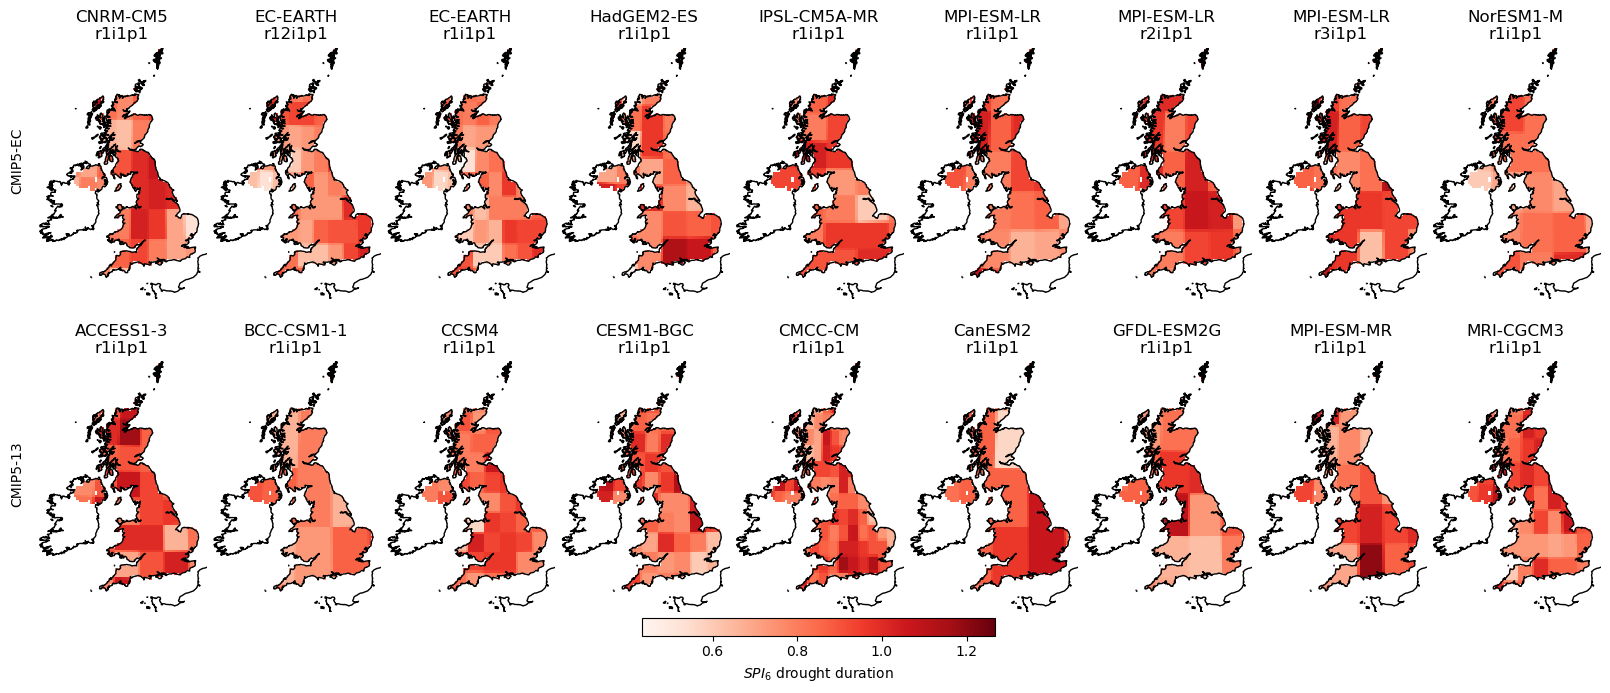 CNRM-CM5 EC-EARTH EC-EARTH HadGEM2-ES IPSL-CM5A-MR MPI-ESM-LR MPI-ESM-LR MPI-ESM-LR NorESM1-M
r1i1p1 r12i1p1 r1i1p1 r1i1p1 r1i1p1 r1i1p1 r2i1p1 r3i1p1 r1i1p1
CMIP5-EC
ACCESS1-3 BCC-CSM1-1 CCSM4 CESM1-BGC CMCC-CM CanESM2 GFDL-ESM2G MPI-ESM-MR MRI-CGCM3
r1i1p1 r1i1p1 r1i1p1 r1i1p1 r1i1p1 r1i1p1 r1i1p1 r1i1p1 r1i1p1
CMIP5-13
0.6 0.8 1.0 1.2
SPI₆ drought duration